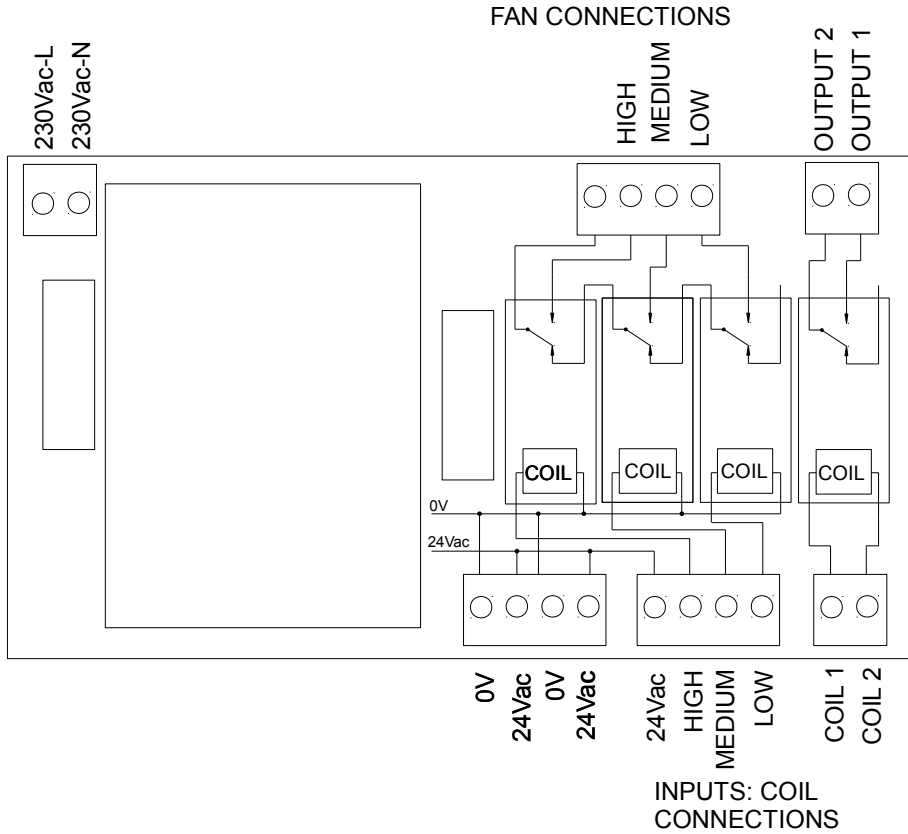 FAN CONNECTIONS
230Vac-L
230Vac-N
HIGH
MEDIUM
LOW
OUTPUT 2
OUTPUT 1
COIL
COIL
COIL
COIL
0V
24Vac
0V
24Vac
0V
24Vac
24Vac
HIGH
MEDIUM
LOW
COIL 1
COIL 2
INPUTS: COIL
CONNECTIONS